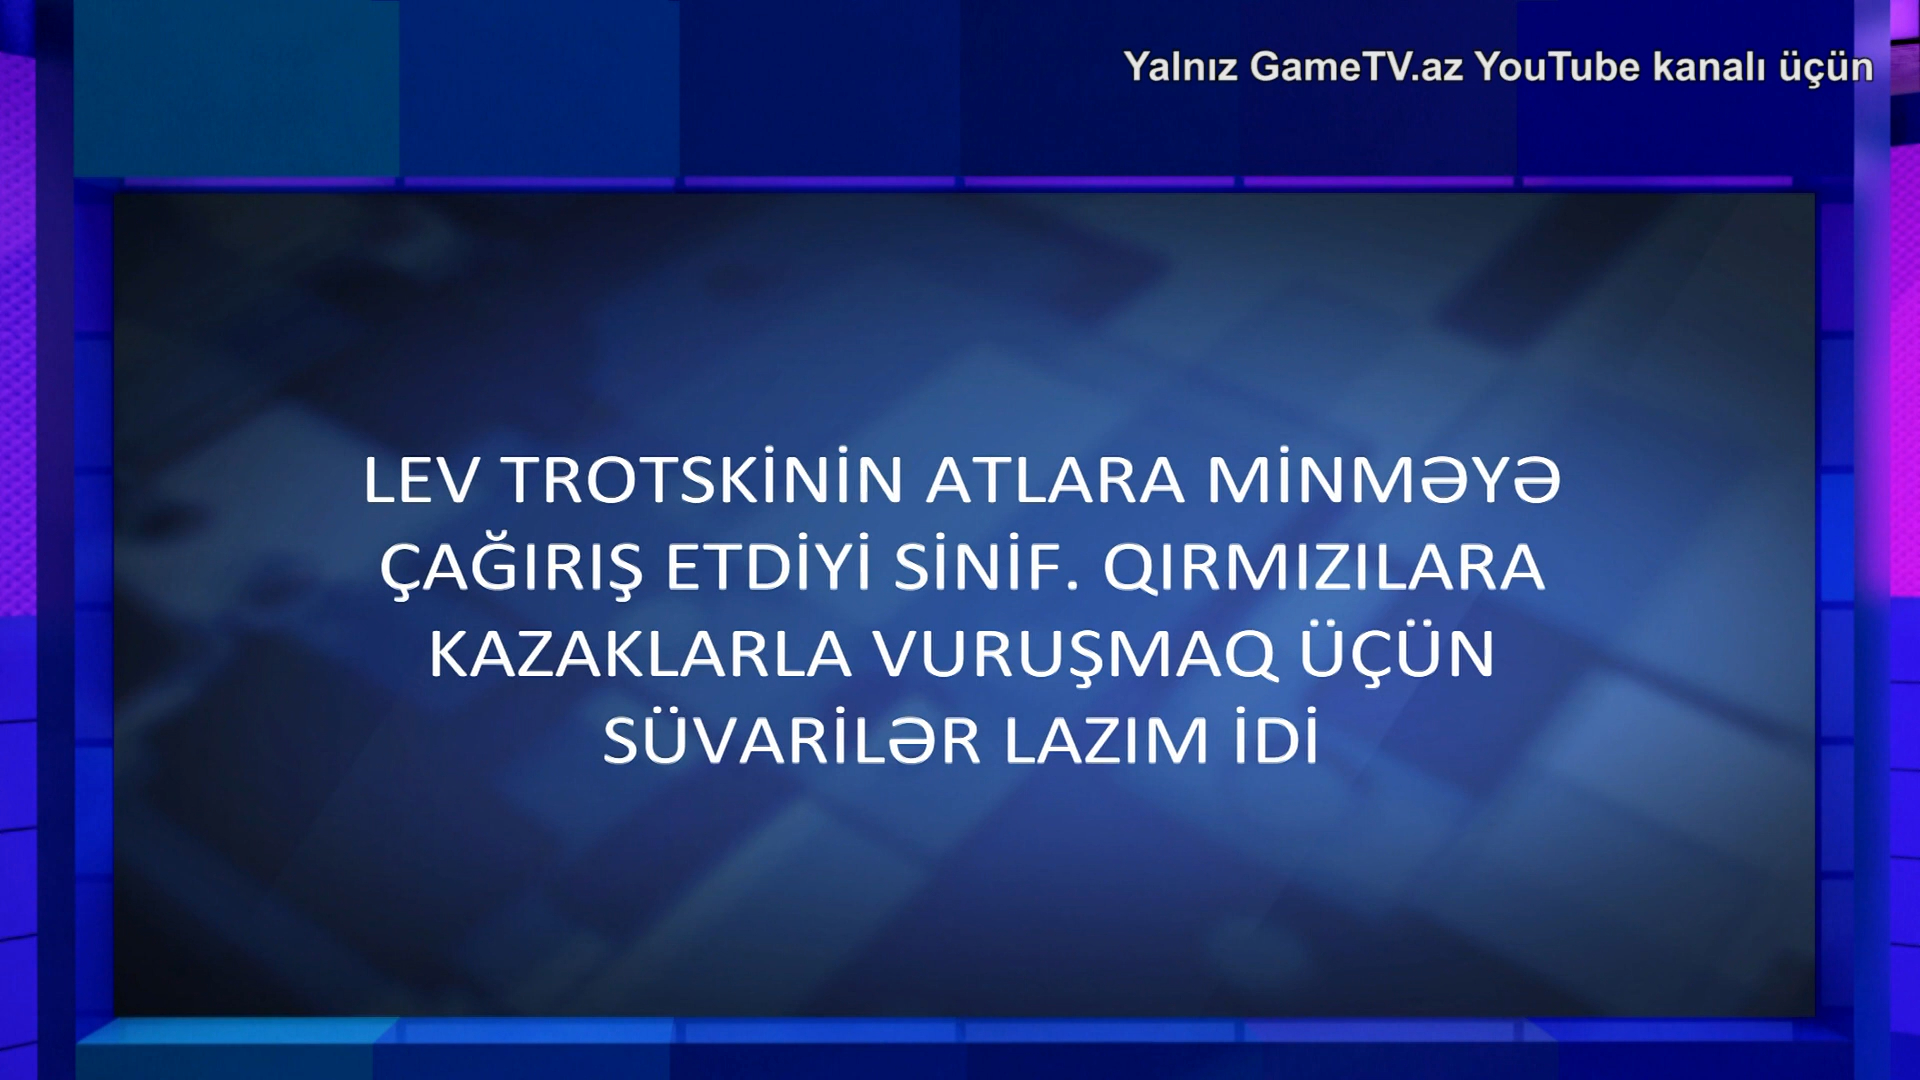 Yalnız GameTV.az YouTube kanalı üçün
LEV TROTSKİNİN ATLARA MİNMƏYƏ
ÇAĞIRIŞ ETDİYİ SİNİF. QIRMIZILARA
KAZAKLARLA VURUŞMAQ ÜÇÜN
SÜVARİLƏR LAZIM İDİ